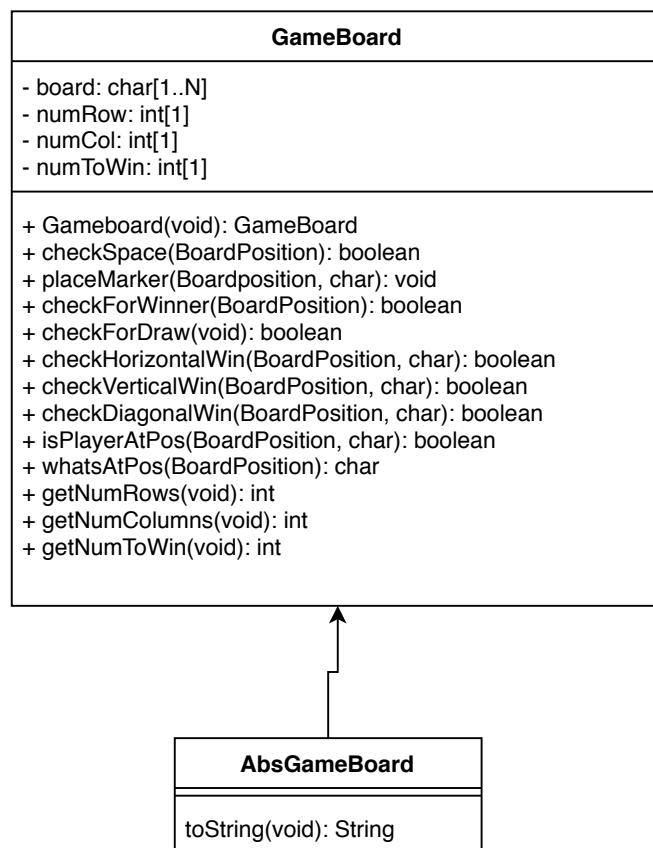 GameBoard
- board: char[1..N]
- numRow: int[1]
- numCol: int[1]
- numToWin: int[1]
+ Gameboard(void): GameBoard
+ checkSpace(BoardPosition): boolean
+ placeMarker(Boardposition, char): void
+ checkForWinner(BoardPosition): boolean
+ checkForDraw(void): boolean
+ checkHorizontalWin(BoardPosition, char): boolean
+ checkVerticalWin(BoardPosition, char): boolean
+ checkDiagonalWin(BoardPosition, char): boolean
+ isPlayerAtPos(BoardPosition, char): boolean
+ whatsAtPos(BoardPosition): char
+ getNumRows(void): int
+ getNumColumns(void): int
+ getNumToWin(void): int
AbsGameBoard
toString(void): String